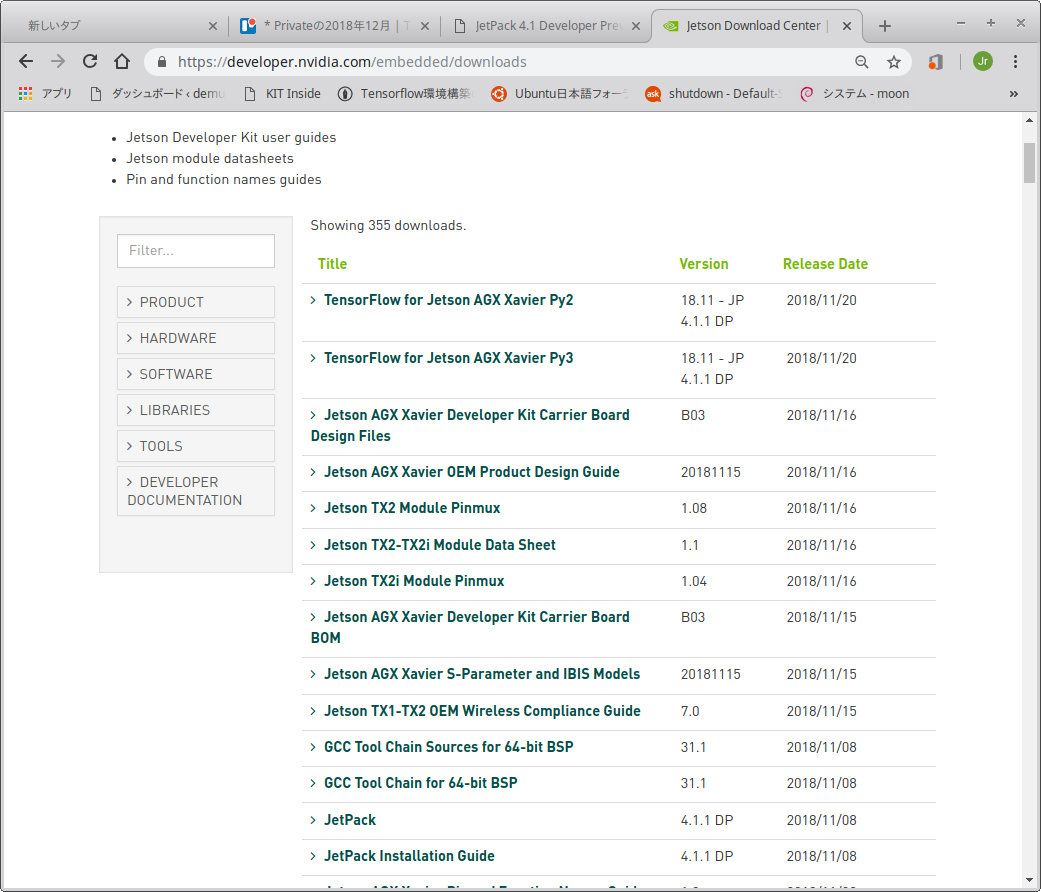 新しいタブ
* Privateの2018年12月 | T
JetPack 4.1 Developer Prev
Jetson Download Center |
https://developer.nvidia.com/embedded/downloads
Jr
アプリ
ダッシュボード ‹ demu
KIT Inside
Tensorflow環境構築
Ubuntu日本語フォー
ask
shutdown - Default-S
システム - moon
»
• Jetson Developer Kit user guides
• Jetson module datasheets
• Pin and function names guides
Filter...
> PRODUCT
> HARDWARE
> SOFTWARE
> LIBRARIES
> TOOLS
> DEVELOPER
DOCUMENTATION
Showing 355 downloads.
Title Version Release Date
> TensorFlow for Jetson AGX Xavier Py2 18.11 - JP 2018/11/20
4.1.1 DP
> TensorFlow for Jetson AGX Xavier Py3 18.11 - JP 2018/11/20
4.1.1 DP
> Jetson AGX Xavier Developer Kit Carrier Board B03 2018/11/16
Design Files
> Jetson AGX Xavier OEM Product Design Guide 20181115 2018/11/16
> Jetson TX2 Module Pinmux 1.08 2018/11/16
> Jetson TX2-TX2i Module Data Sheet 1.1 2018/11/16
> Jetson TX2i Module Pinmux 1.04 2018/11/16
> Jetson AGX Xavier Developer Kit Carrier Board B03 2018/11/15
BOM
> Jetson AGX Xavier S-Parameter and IBIS Models 20181115 2018/11/15
> Jetson TX1-TX2 OEM Wireless Compliance Guide 7.0 2018/11/15
> GCC Tool Chain Sources for 64-bit BSP 31.1 2018/11/08
> GCC Tool Chain for 64-bit BSP 31.1 2018/11/08
> JetPack 4.1.1 DP 2018/11/08
> JetPack Installation Guide 4.1.1 DP 2018/11/08